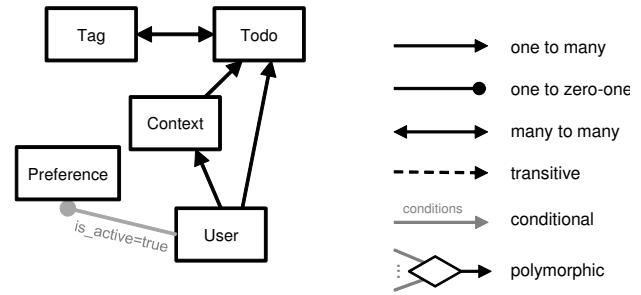 Tag
Todo
Context
Preference
is_active=true
User
one to many
one to zero-one
many to many
transitive
conditions
conditional
polymorphic